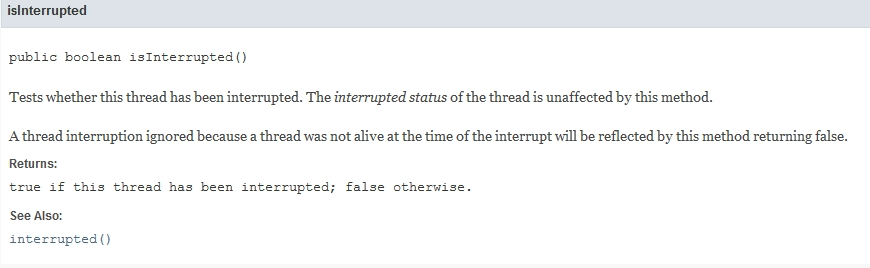 isInterrupted
public boolean isInterrupted()
Tests whether this thread has been interrupted. The interrupted status of the thread is unaffected by this method.
A thread interruption ignored because a thread was not alive at the time of the interrupt will be reflected by this method returning false.
Returns:
true if this thread has been interrupted; false otherwise.
See Also:
interrupted()